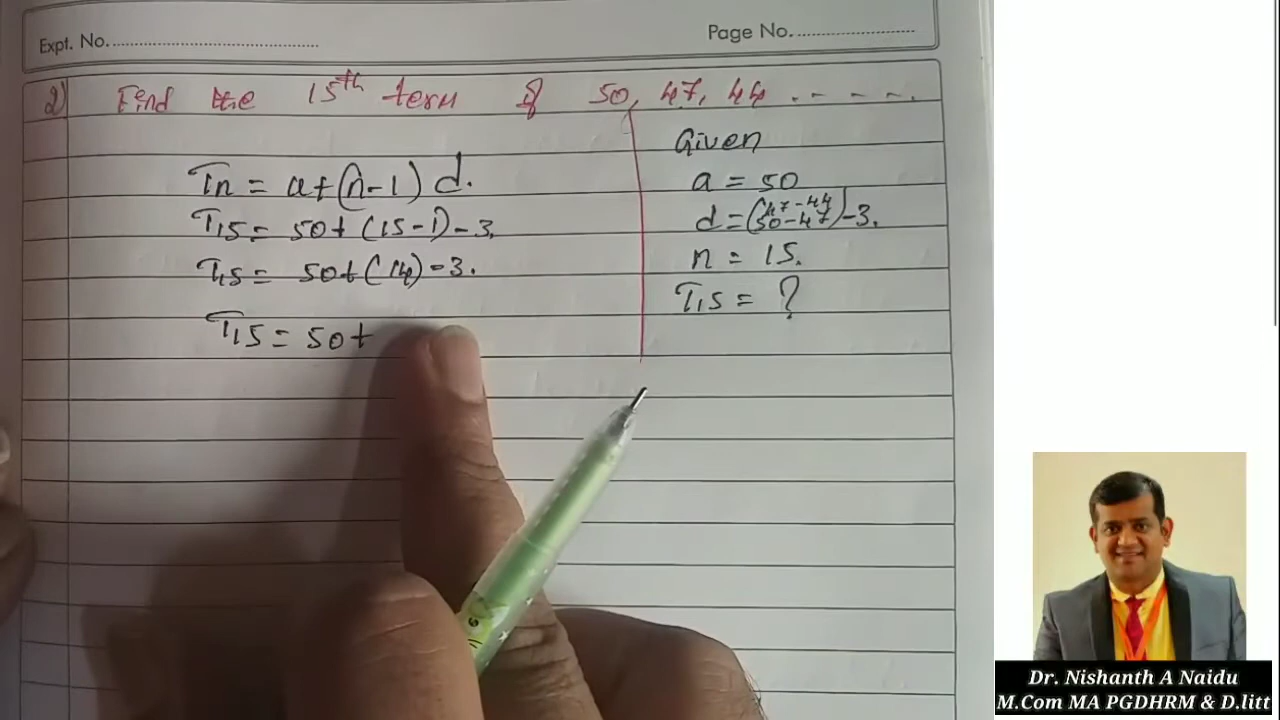 Expt. No.
Page No.
2) Find the 15th term of 50, 47, 44 - - - - .
Tn = a+(n-1) d.
T15 = 50+ (15-1)-3.
T15 = 50+(14)-3.
T15 = 50+
Given
a = 50
47-44
d = (50-47)-3.
n = 15.
T15 = ?
Dr. Nishanth A Naidu
M.Com MA PGDHRM & D.litt